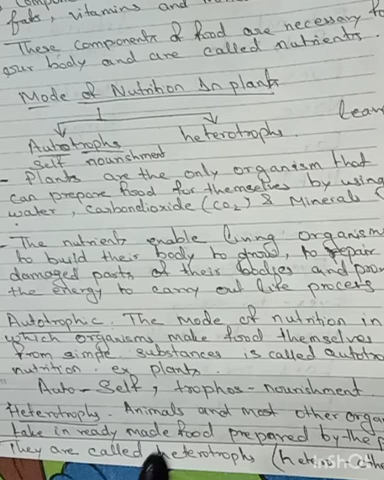 fats, vitamins and
These components of food are necessary
our body and are called Nutrients.
Mode of Nutrition In plants
Autotrophs heterotrophs.
Self nourishment
- Plants are the only organism that
can prepare food for themselves by using
water, carbondioxide (CO2) & Minerals
- The nutrients enable living organism
to build their body to grow, to repair
damaged parts of their bodies and
the energy to carry out life process
Autotrophic. The mode of nutrition in
which organisms make food themselves
from simple substances is called
nutrition. ex plants.
Auto-Self, trophos-nourishment
Heterotrophs. Animals and most other
take in ready made food prepared by the
They are called heterotrophs
InShOt